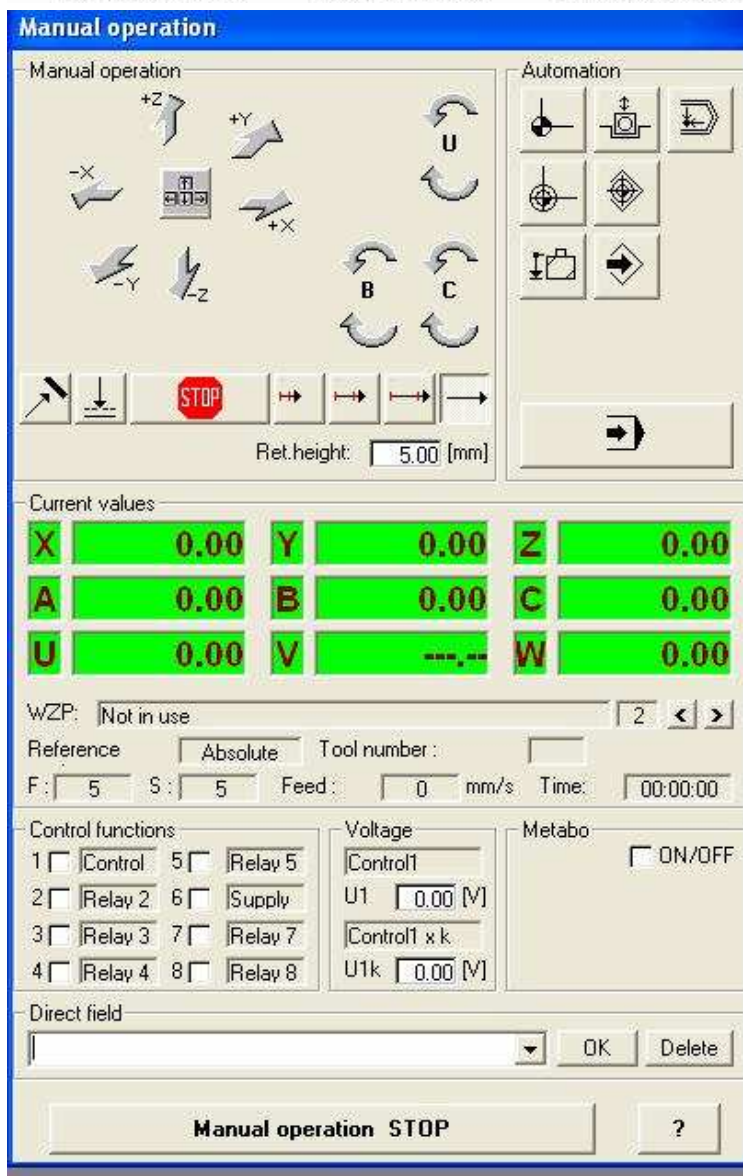 Manual operation
Manual operation
Automation
+Z
+Y
U
-X
+X
-Y
-Z
B
C
STOP
Ret.height: 5.00 [mm]
Current values
X 0.00 Y 0.00 Z 0.00
A 0.00 B 0.00 C 0.00
U 0.00 V ---.-- W 0.00
WZP: Not in use 2 < >
Reference Absolute Tool number :
F : 5 S : 5 Feed : 0 mm/s Time: 00:00:00
Control functions
1 Control 5 Relay 5
2 Relay 2 6 Supply
3 Relay 3 7 Relay 7
4 Relay 4 8 Relay 8
Voltage
Control1
U1 0.00 [V]
Control1 x k
U1k 0.00 [V]
Metabo
ON/OFF
Direct field
OK Delete
Manual operation STOP ?